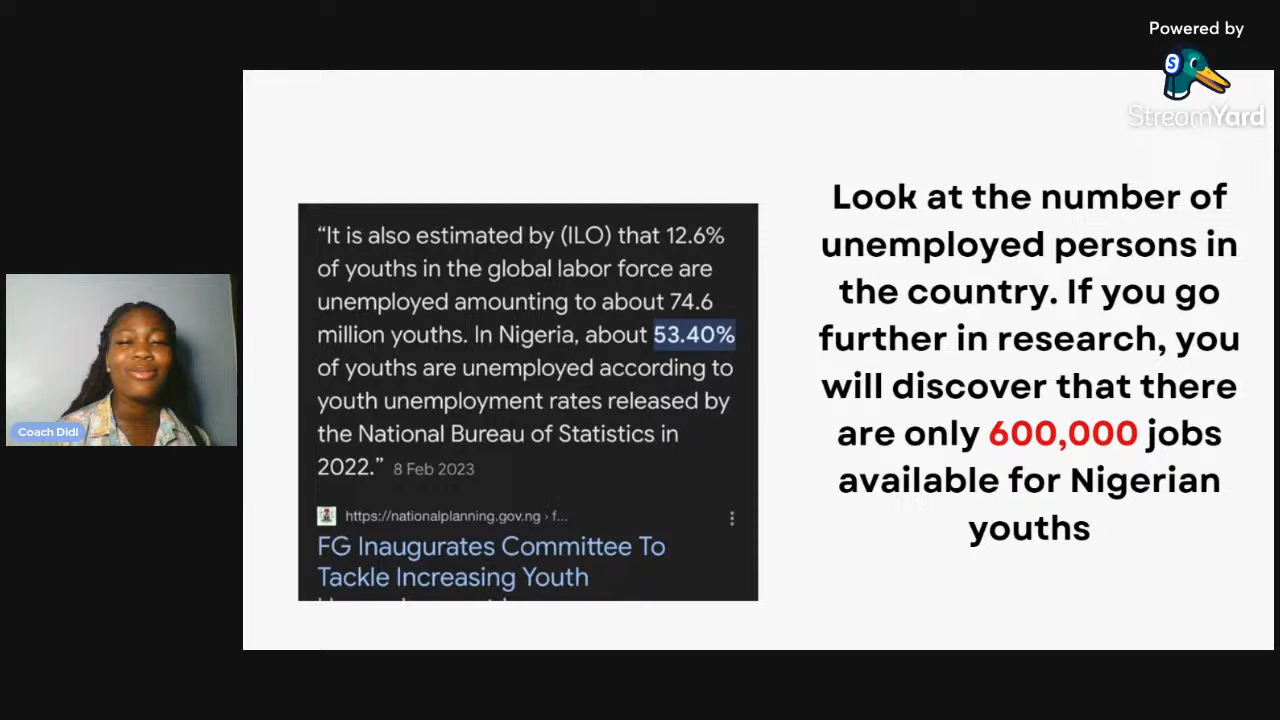 Powered by
S
StreamYard
“It is also estimated by (ILO) that 12.6%
of youths in the global labor force are
unemployed amounting to about 74.6
million youths. In Nigeria, about 53.40%
of youths are unemployed according to
youth unemployment rates released by
the National Bureau of Statistics in
2022.” 8 Feb 2023
https://nationalplanning.gov.ng › f...
FG Inaugurates Committee To
Tackle Increasing Youth
Look at the number of
unemployed persons in
the country. If you go
further in research, you
will discover that there
are only 600,000 jobs
available for Nigerian
youths
Coach Didi